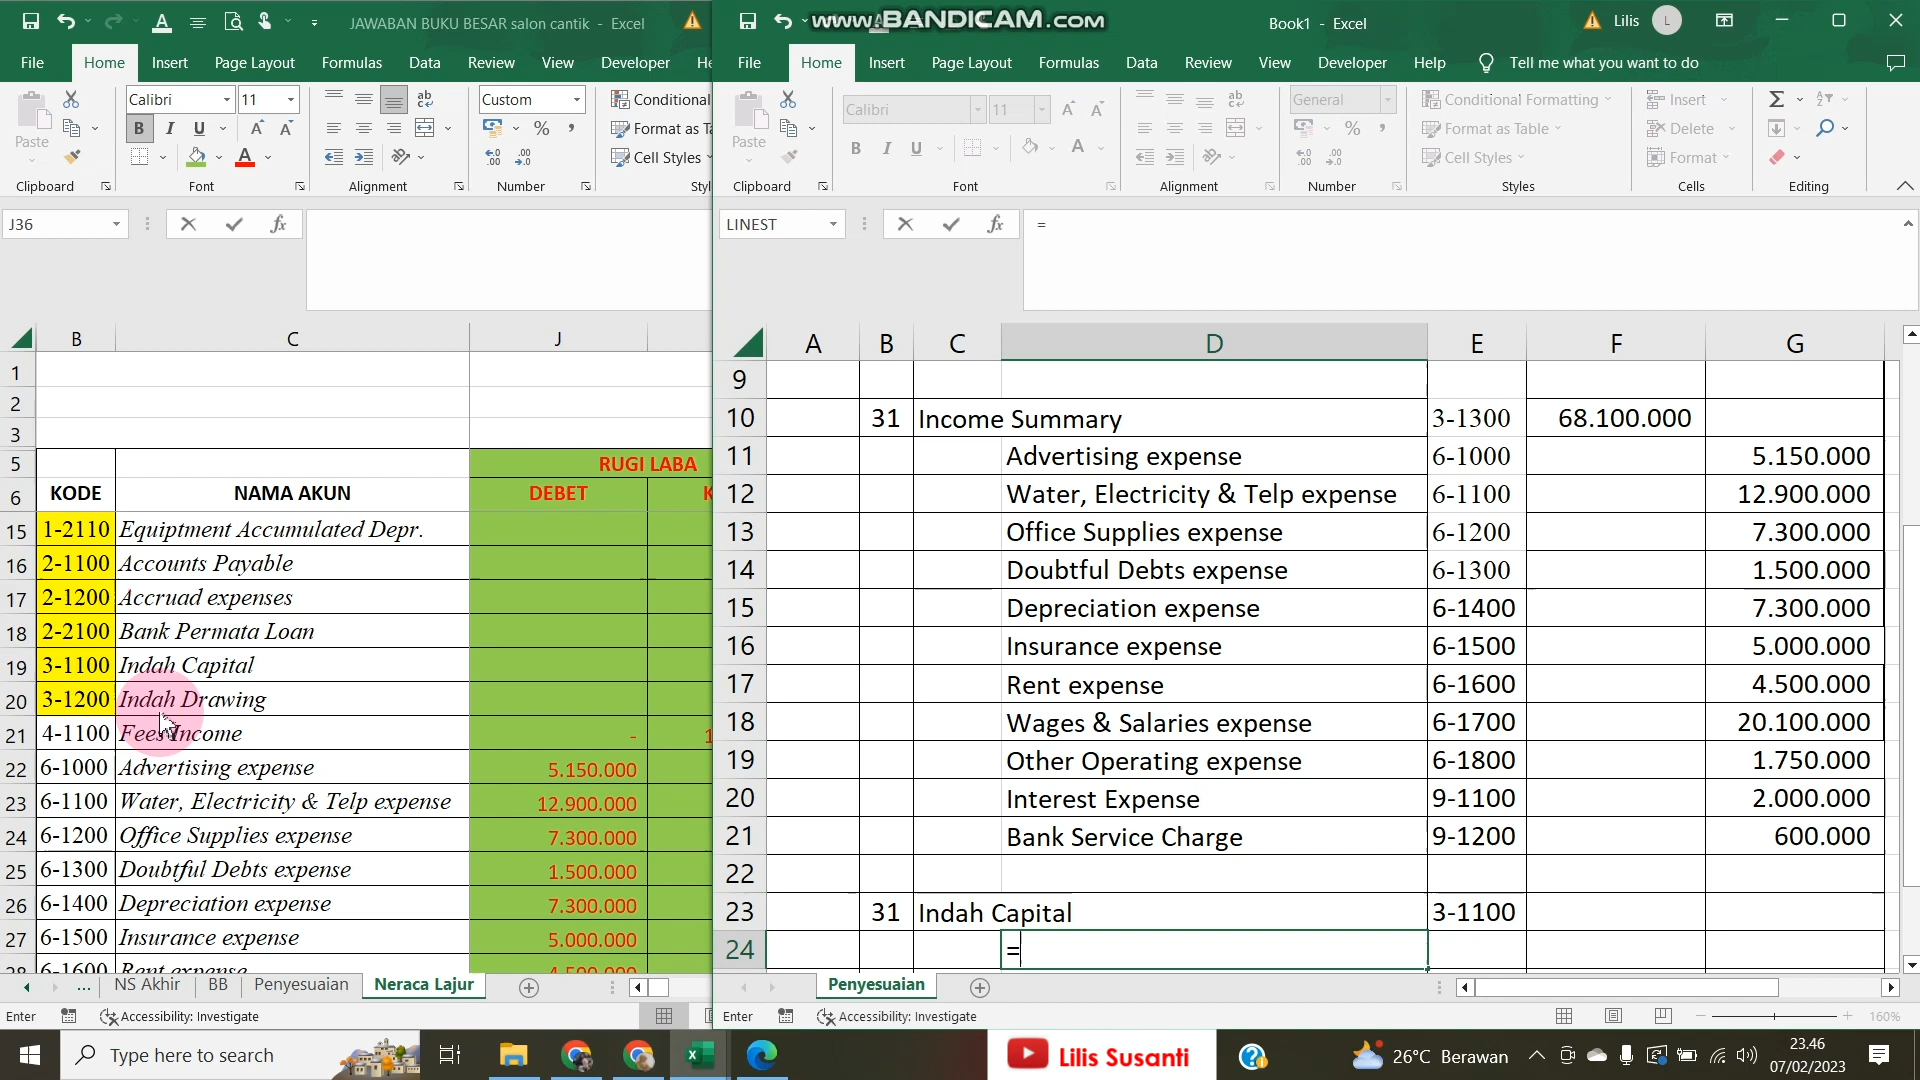 JAWABAN BUKU BESAR salon cantik - Excel
www.BANDICAM.com
Book1 - Excel
Lilis
L
File Home Insert Page Layout Formulas Data Review View Developer He
File Home Insert Page Layout Formulas Data Review View Developer Help Tell me what you want to do
Paste
Calibri 11
B I U
Custom
Conditional
Format as Ta
Cell Styles
Clipboard Font Alignment Number Styl
Paste
Calibri 11
B I U
General
Conditional Formatting
Format as Table
Cell Styles
Insert
Delete
Format
Clipboard Font Alignment Number Styles Cells Editing
J36 fx
LINEST fx =
B C J
1
2
3
5 RUGI LABA
6 KODE NAMA AKUN DEBET K
15 1-2110 Equiptment Accumulated Depr.
16 2-1100 Accounts Payable
17 2-1200 Accruad expenses
18 2-2100 Bank Permata Loan
19 3-1100 Indah Capital
20 3-1200 Indah Drawing
21 4-1100 Fees Income - 1
22 6-1000 Advertising expense 5.150.000
23 6-1100 Water, Electricity & Telp expense 12.900.000
24 6-1200 Office Supplies expense 7.300.000
25 6-1300 Doubtful Debts expense 1.500.000
26 6-1400 Depreciation expense 7.300.000
27 6-1500 Insurance expense 5.000.000
28 6-1600 Rent expense 4.500.000
... NS Akhir BB Penyesuaian Neraca Lajur
Enter Accessibility: Investigate
A B C D E F G
9
10 31 Income Summary 3-1300 68.100.000
11 Advertising expense 6-1000 5.150.000
12 Water, Electricity & Telp expense 6-1100 12.900.000
13 Office Supplies expense 6-1200 7.300.000
14 Doubtful Debts expense 6-1300 1.500.000
15 Depreciation expense 6-1400 7.300.000
16 Insurance expense 6-1500 5.000.000
17 Rent expense 6-1600 4.500.000
18 Wages & Salaries expense 6-1700 20.100.000
19 Other Operating expense 6-1800 1.750.000
20 Interest Expense 9-1100 2.000.000
21 Bank Service Charge 9-1200 600.000
22
23 31 Indah Capital 3-1100
24 =
Penyesuaian
Enter Accessibility: Investigate 160%
Type here to search
Lilis Susanti
26°C Berawan
23.46
07/02/2023